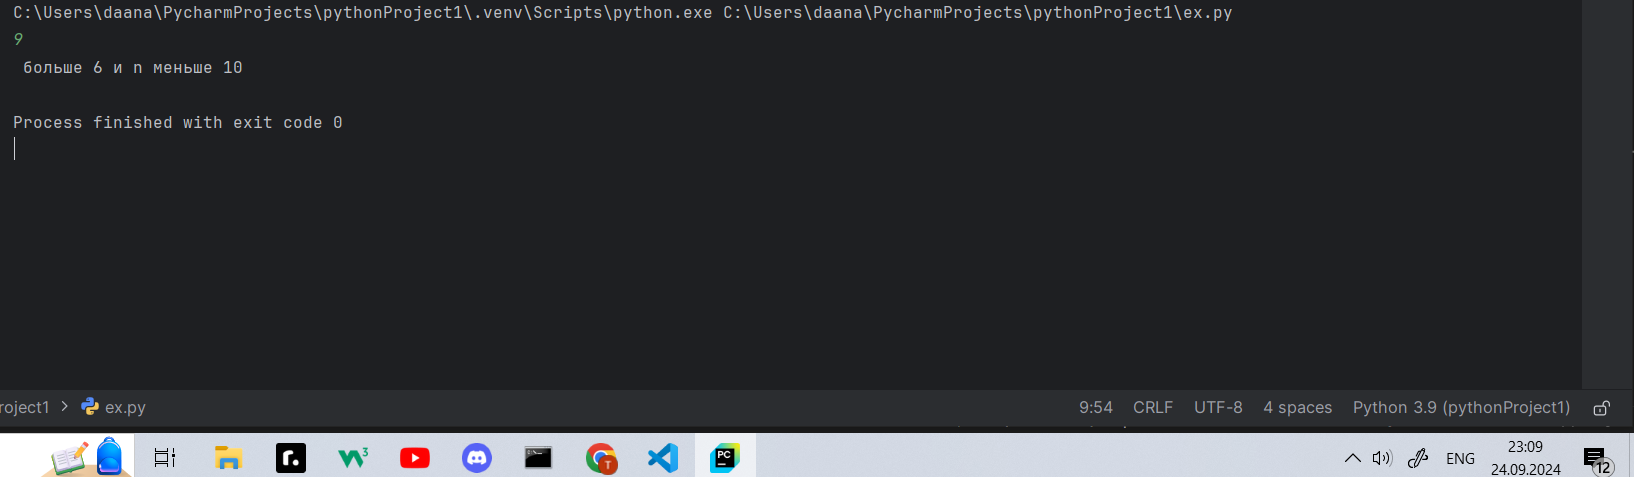 C:\Users\daana\PycharmProjects\pythonProject1\.venv\Scripts\python.exe C:\Users\daana\PycharmProjects\pythonProject1\ex.py
9
больше 6 и n меньше 10
Process finished with exit code 0
roject1 > ex.py 9:54 CRLF UTF-8 4 spaces Python 3.9 (pythonProject1)
r. W3 PC T ENG 23:09 12
24.09.2024